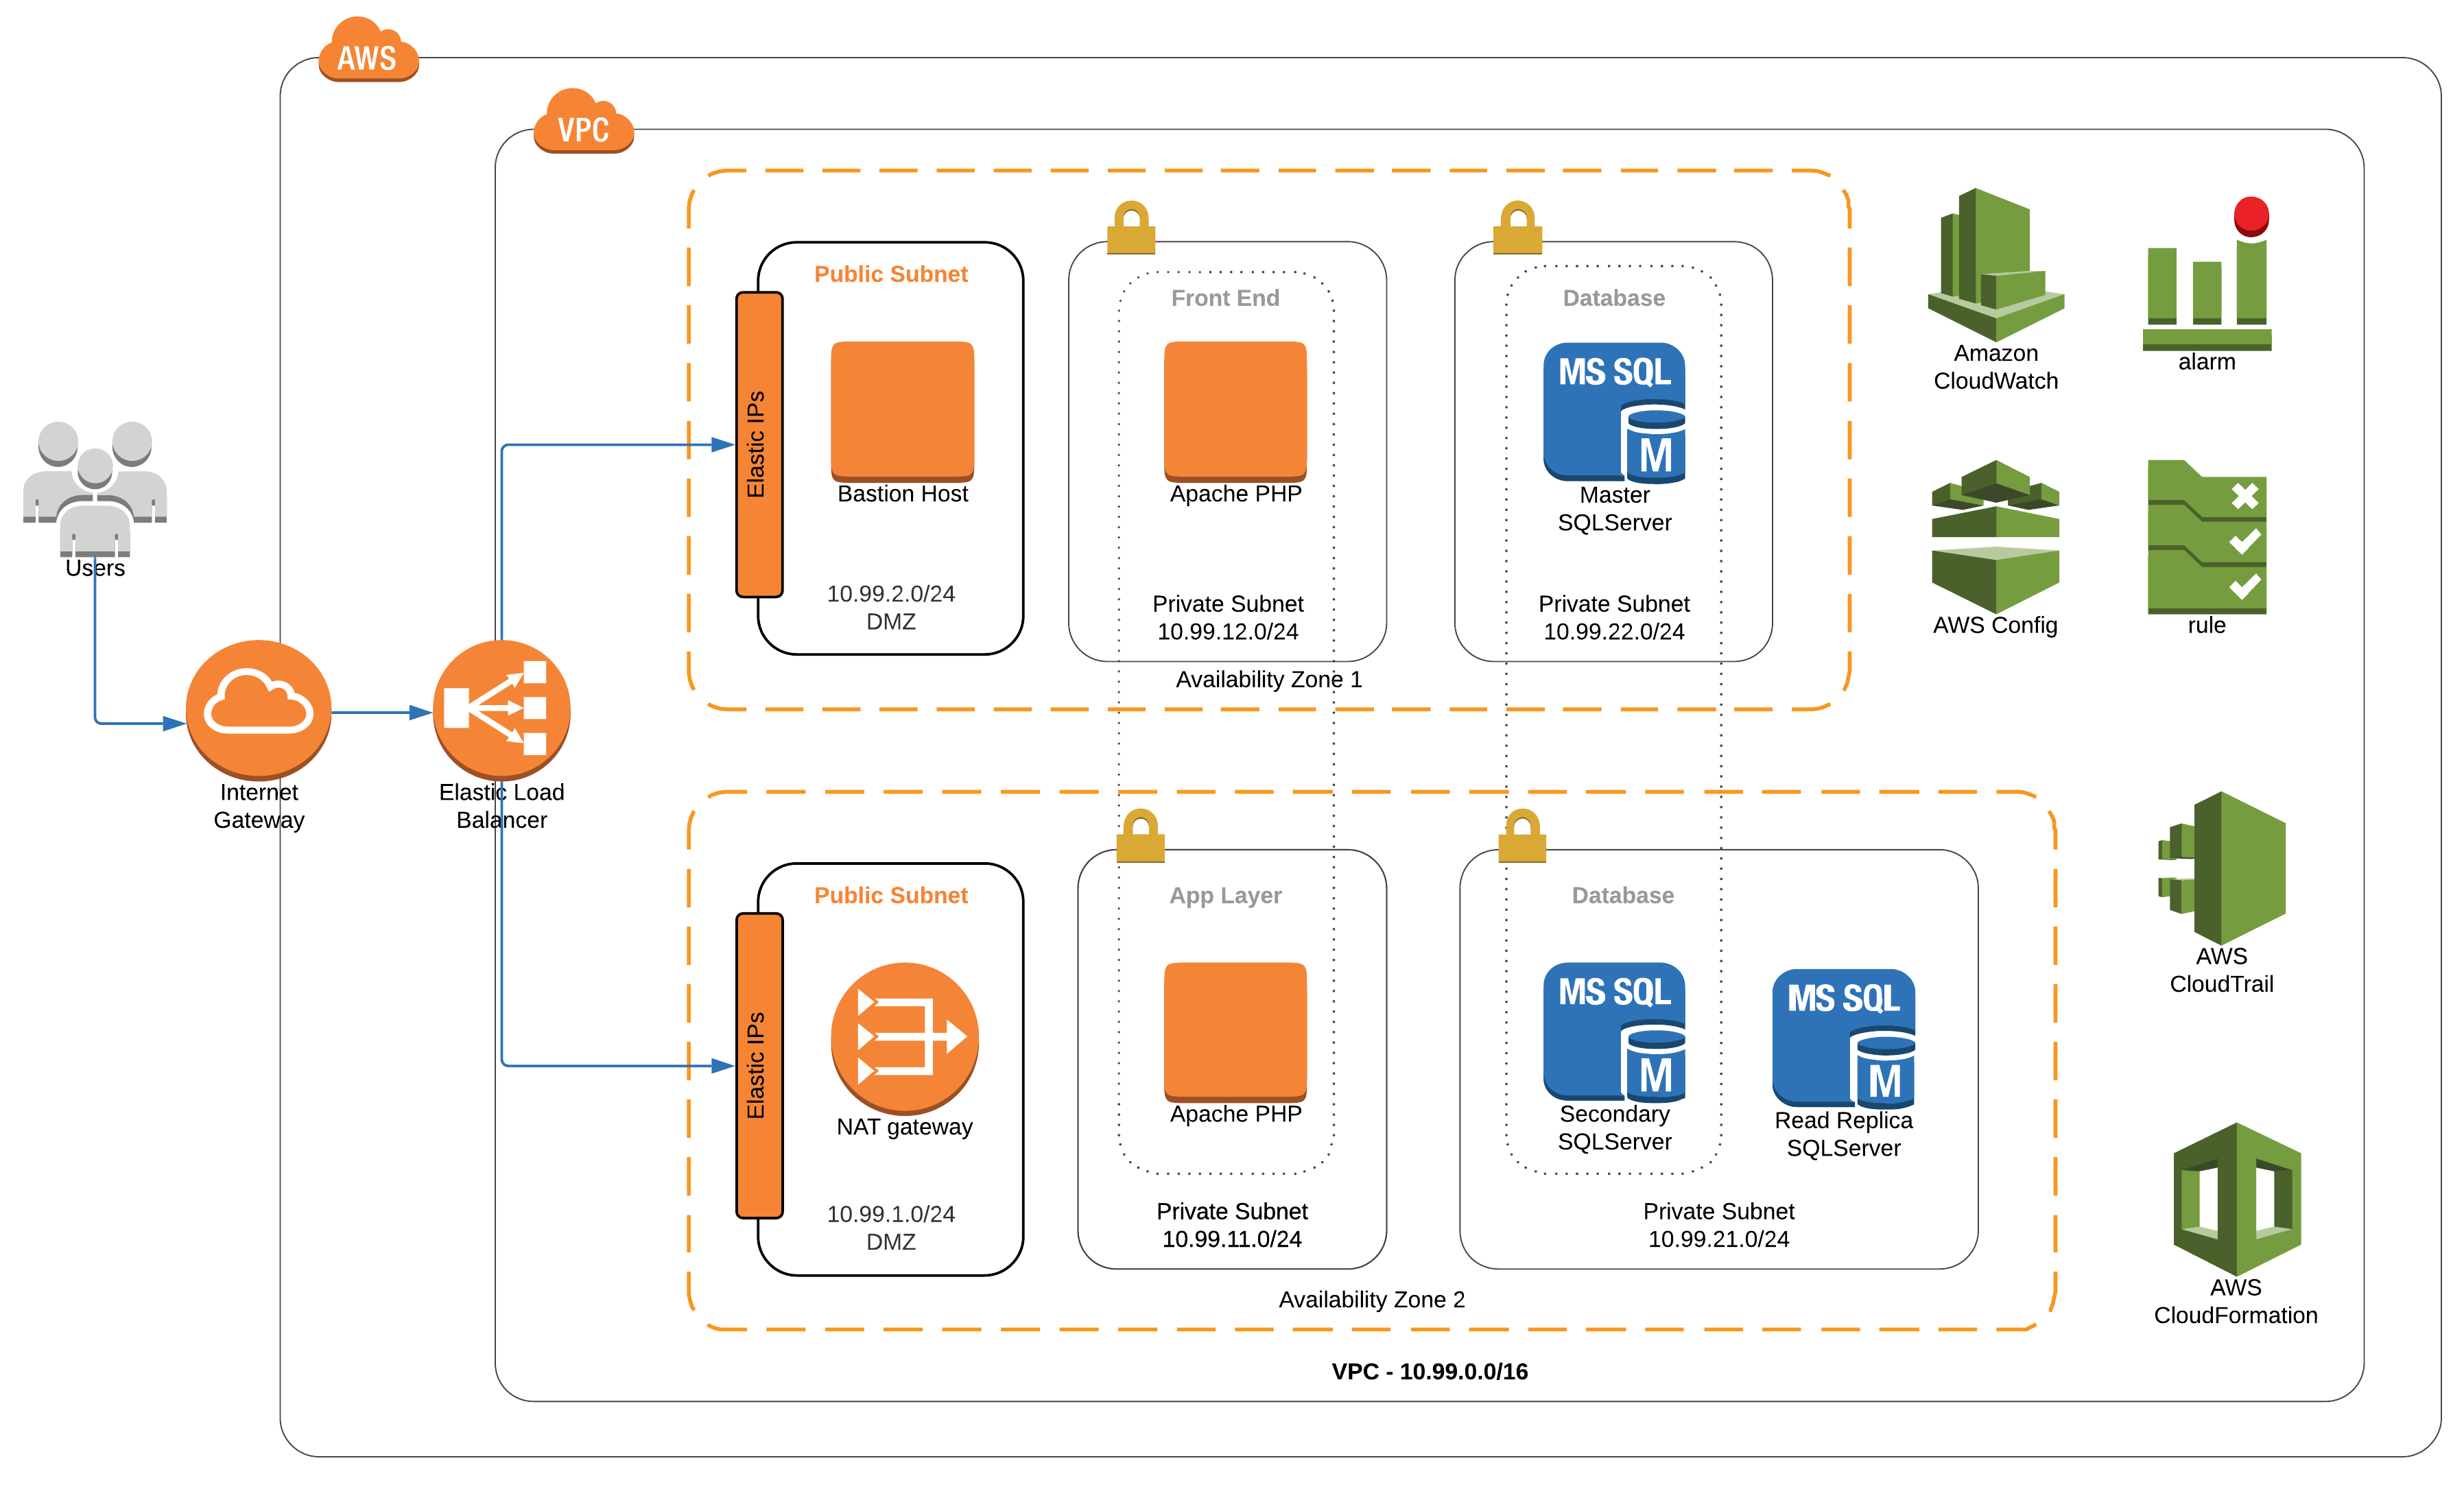 AWS
VPC
Public Subnet
Elastic IPs
Bastion Host
10.99.2.0/24
DMZ
Front End
Apache PHP
Private Subnet
10.99.12.0/24
Database
MS SQL
M
Master
SQLServer
Private Subnet
10.99.22.0/24
Availability Zone 1
Amazon
CloudWatch
alarm
AWS Config
rule
Users
Internet
Gateway
Elastic Load
Balancer
Public Subnet
Elastic IPs
NAT gateway
10.99.1.0/24
DMZ
App Layer
Apache PHP
Private Subnet
10.99.11.0/24
Database
MS SQL
M
Secondary
SQLServer
MS SQL
M
Read Replica
SQLServer
Private Subnet
10.99.21.0/24
Availability Zone 2
AWS
CloudTrail
AWS
CloudFormation
VPC - 10.99.0.0/16